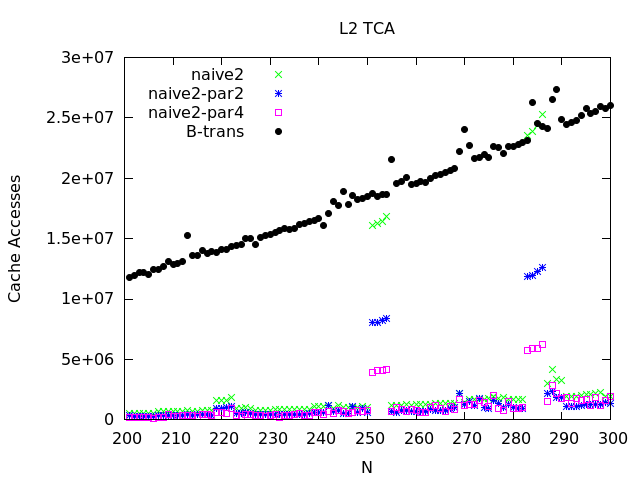 L2 TCA
Cache Accesses
3e+07
2.5e+07
2e+07
1.5e+07
1e+07
5e+06
0
naive2
naive2-par2
naive2-par4
B-trans
200 210 220 230 240 250 260 270 280 290 300
N